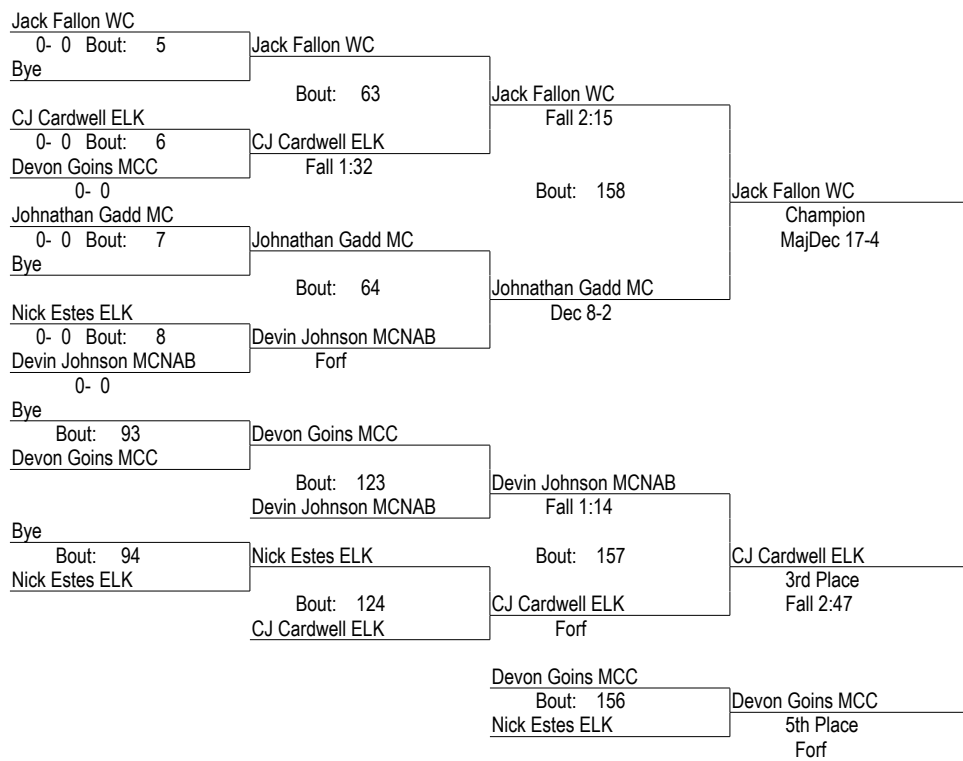 Jack Fallon WC
0- 0 Bout: 5
Jack Fallon WC
Bye
Bout: 63
Jack Fallon WC
CJ Cardwell ELK
Fall 2:15
0- 0 Bout: 6
CJ Cardwell ELK
Devon Goins MCC
Fall 1:32
0- 0
Bout: 158
Jack Fallon WC
Johnathan Gadd MC
Champion
0- 0 Bout: 7
Johnathan Gadd MC
MajDec 17-4
Bye
Bout: 64
Johnathan Gadd MC
Nick Estes ELK
Dec 8-2
0- 0 Bout: 8
Devin Johnson MCNAB
Devin Johnson MCNAB
Forf
0- 0
Bye
Bout: 93
Devon Goins MCC
Devon Goins MCC
Bout: 123
Devin Johnson MCNAB
Devin Johnson MCNAB
Fall 1:14
Bye
Bout: 94
Nick Estes ELK
Bout: 157
CJ Cardwell ELK
Nick Estes ELK
3rd Place
Bout: 124
CJ Cardwell ELK
Fall 2:47
CJ Cardwell ELK
Forf
Devon Goins MCC
Bout: 156
Devon Goins MCC
Nick Estes ELK
5th Place
Forf